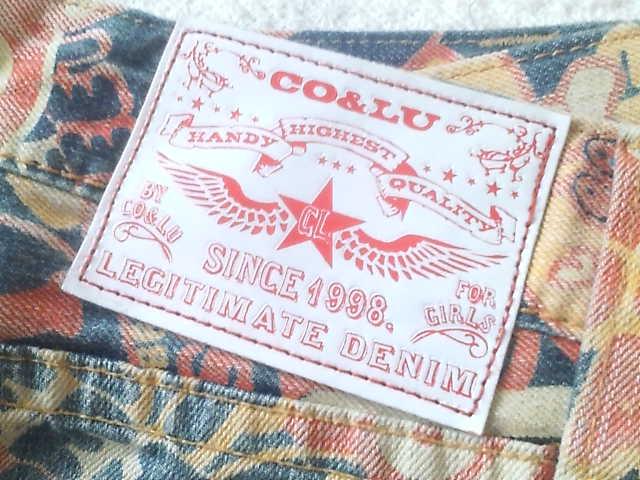 CO&LU
HANDY HIGHEST QUALITY
CL
BY
CO&LU
SINCE 1998.
FOR
GIRLS
LEGITIMATE DENIM